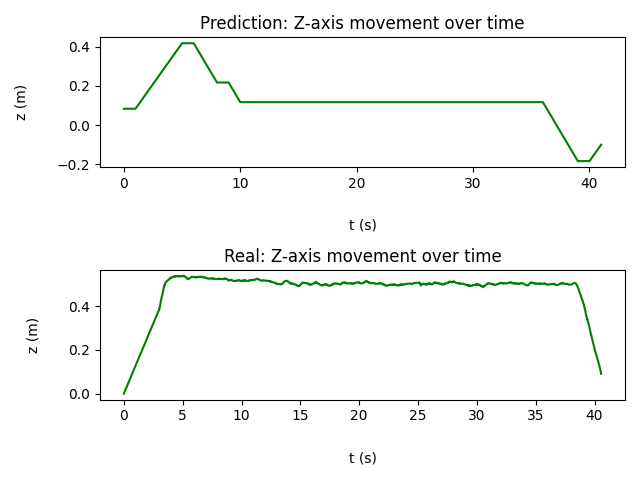 Prediction: Z-axis movement over time
0.4
0.2
0.0
−0.2
z (m)
0 10 20 30 40
t (s)
Real: Z-axis movement over time
0.4
0.2
0.0
z (m)
0 5 10 15 20 25 30 35 40
t (s)